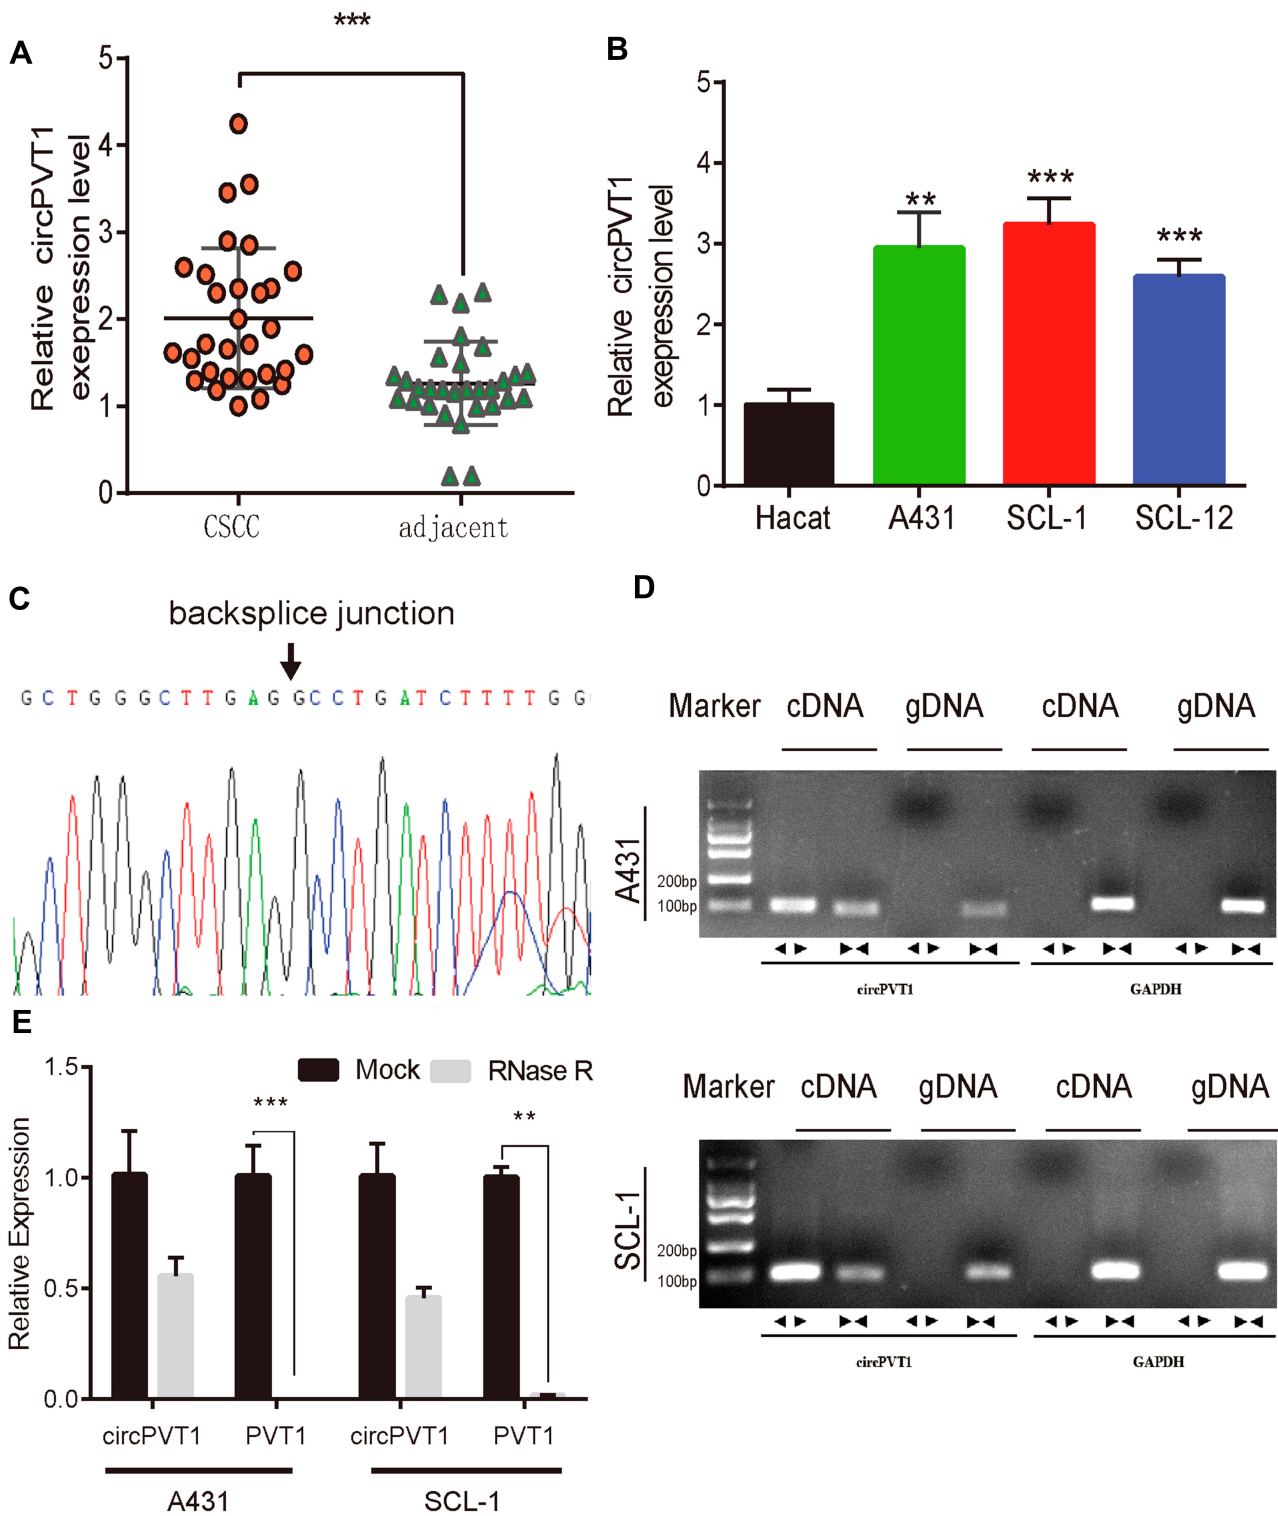 A
***
5
4
3
2
1
0
Relative circPVT1
exepression level
CSCC
adjacent
B
5
4
3
2
1
0
Relative circPVT1
exepression level
**
***
***
Hacat
A431
SCL-1
SCL-12
C
backsplice junction
G C T G G G C T T G A G G C C T G A T C T T T T G G
D
Marker cDNA gDNA cDNA gDNA
A431
200bp
100bp
circPVT1
GAPDH
Marker cDNA gDNA cDNA gDNA
SCL-1
200bp
100bp
circPVT1
GAPDH
E
1.5
1.0
0.5
0.0
Relative Expression
Mock RNase R
***
**
circPVT1 PVT1 circPVT1 PVT1
A431 SCL-1